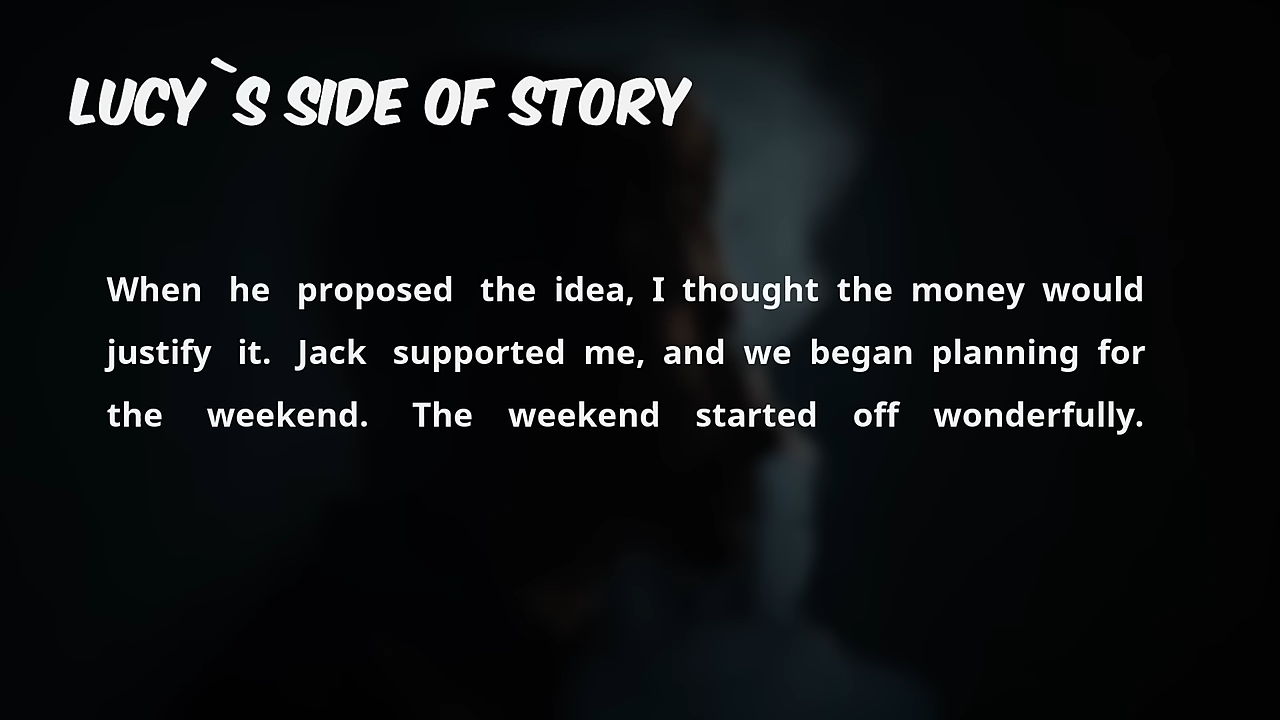 LUCY`S SIDE OF STORY
When he proposed the idea, I thought the money would
justify it. Jack supported me, and we began planning for
the weekend. The weekend started off wonderfully.